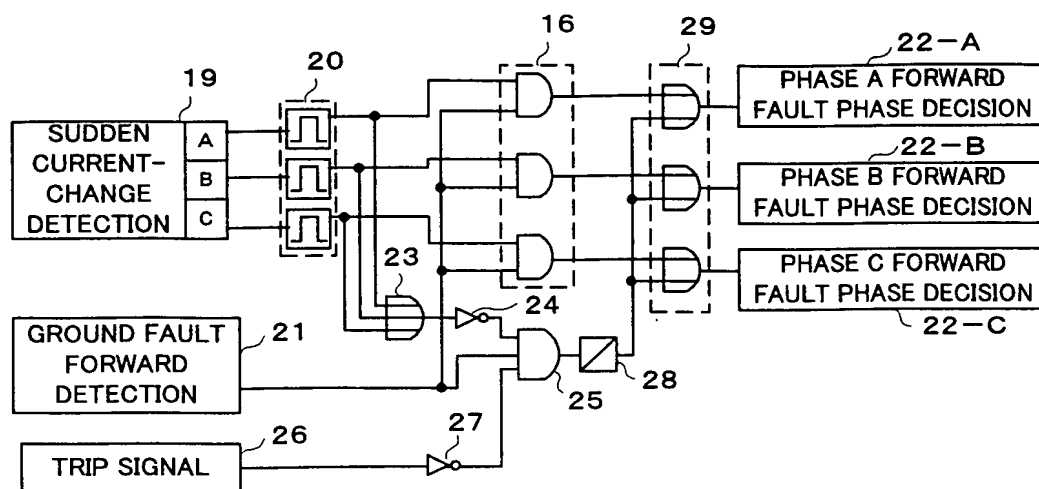 16
29
22-A
20
19
PHASE A FORWARD
FAULT PHASE DECISION
SUDDEN
CURRENT-
CHANGE
DETECTION
A
B
C
22-B
PHASE B FORWARD
FAULT PHASE DECISION
23
24
PHASE C FORWARD
FAULT PHASE DECISION
22-C
21
GROUND FAULT
FORWARD
DETECTION
25
28
26
27
TRIP SIGNAL